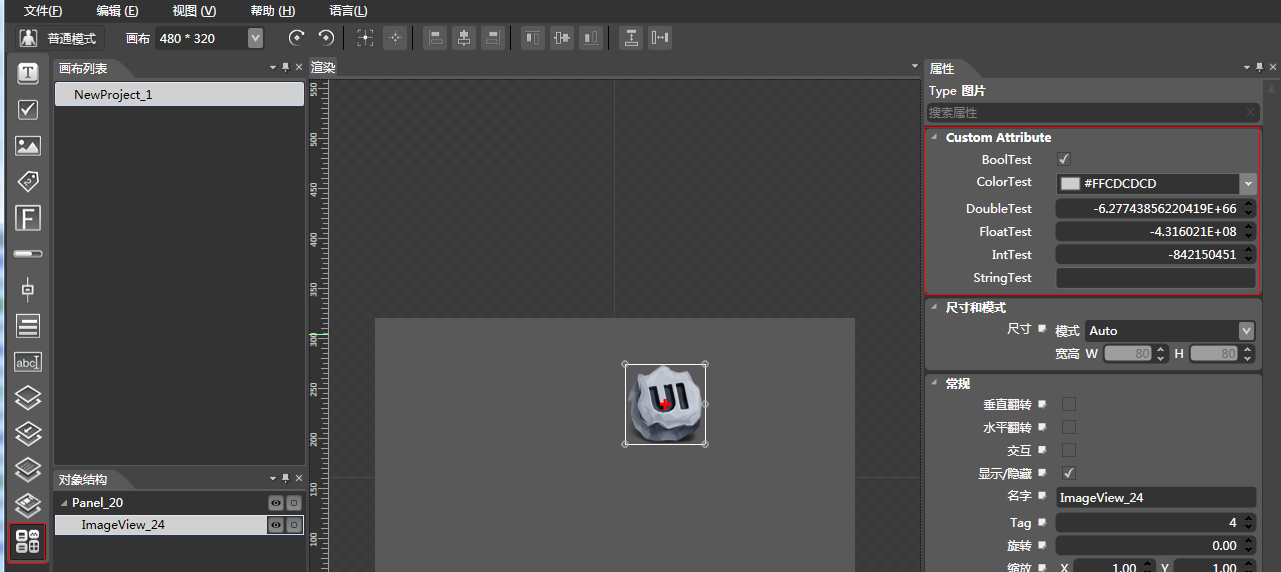 文件(F) 编辑 (E) 视图 (V) 帮助 (H) 语言(L)
普通模式 画布 480 * 320
画布列表
NewProject_1
对象结构
Panel_20
ImageView_24
T
F
abc
渲染
550
500
450
400
350
300
250
200
150
100
UI
属性
Type 图片
搜索属性
Custom Attribute
BoolTest
ColorTest #FFCDCDCD
DoubleTest -6.27743856220419E+66
FloatTest -4.316021E+08
IntTest -842150451
StringTest
尺寸和模式
尺寸 模式 Auto
宽高 W 80 H 80
常规
垂直翻转
水平翻转
交互
显示/隐藏
名字 ImageView_24
Tag 4
旋转 0.00
缩放 X 1.00 Y 1.00